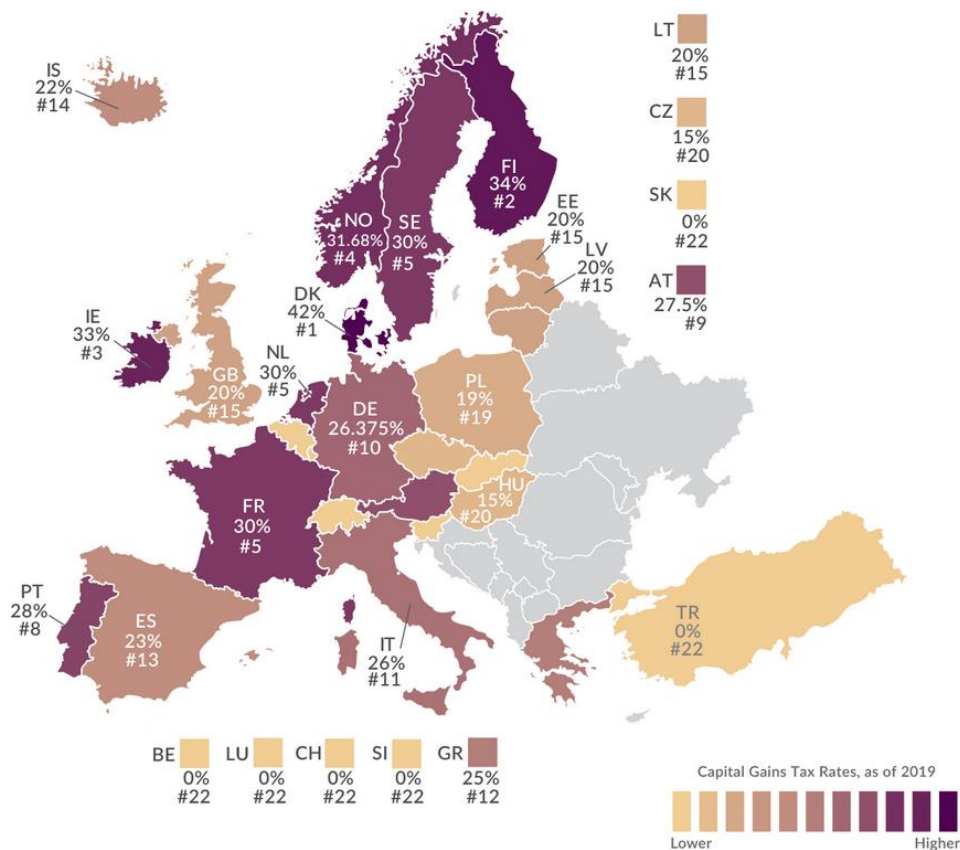 IS
22%
#14
LT
20%
#15
CZ
15%
#20
SK
0%
#22
AT
27.5%
#9
FI
34%
#2
NO
31.68%
#4
SE
30%
#5
EE
20%
#15
LV
20%
#15
DK
42%
#1
IE
33%
#3
GB
20%
#15
NL
30%
#5
DE
26.375%
#10
PL
19%
#19
HU
15%
#20
FR
30%
#5
PT
28%
#8
ES
23%
#13
IT
26%
#11
TR
0%
#22
BE
0%
#22
LU
0%
#22
CH
0%
#22
SI
0%
#22
GR
25%
#12
Capital Gains Tax Rates, as of 2019
Lower
Higher